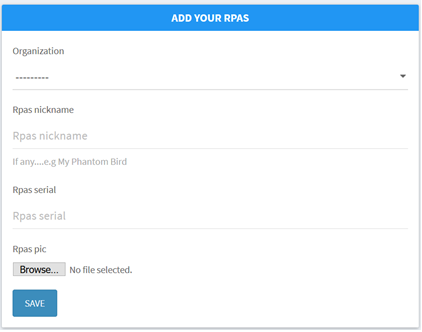 ADD YOUR RPAS
Organization
---------
Rpas nickname
Rpas nickname
If any....e.g My Phantom Bird
Rpas serial
Rpas serial
Rpas pic
Browse... No file selected.
SAVE